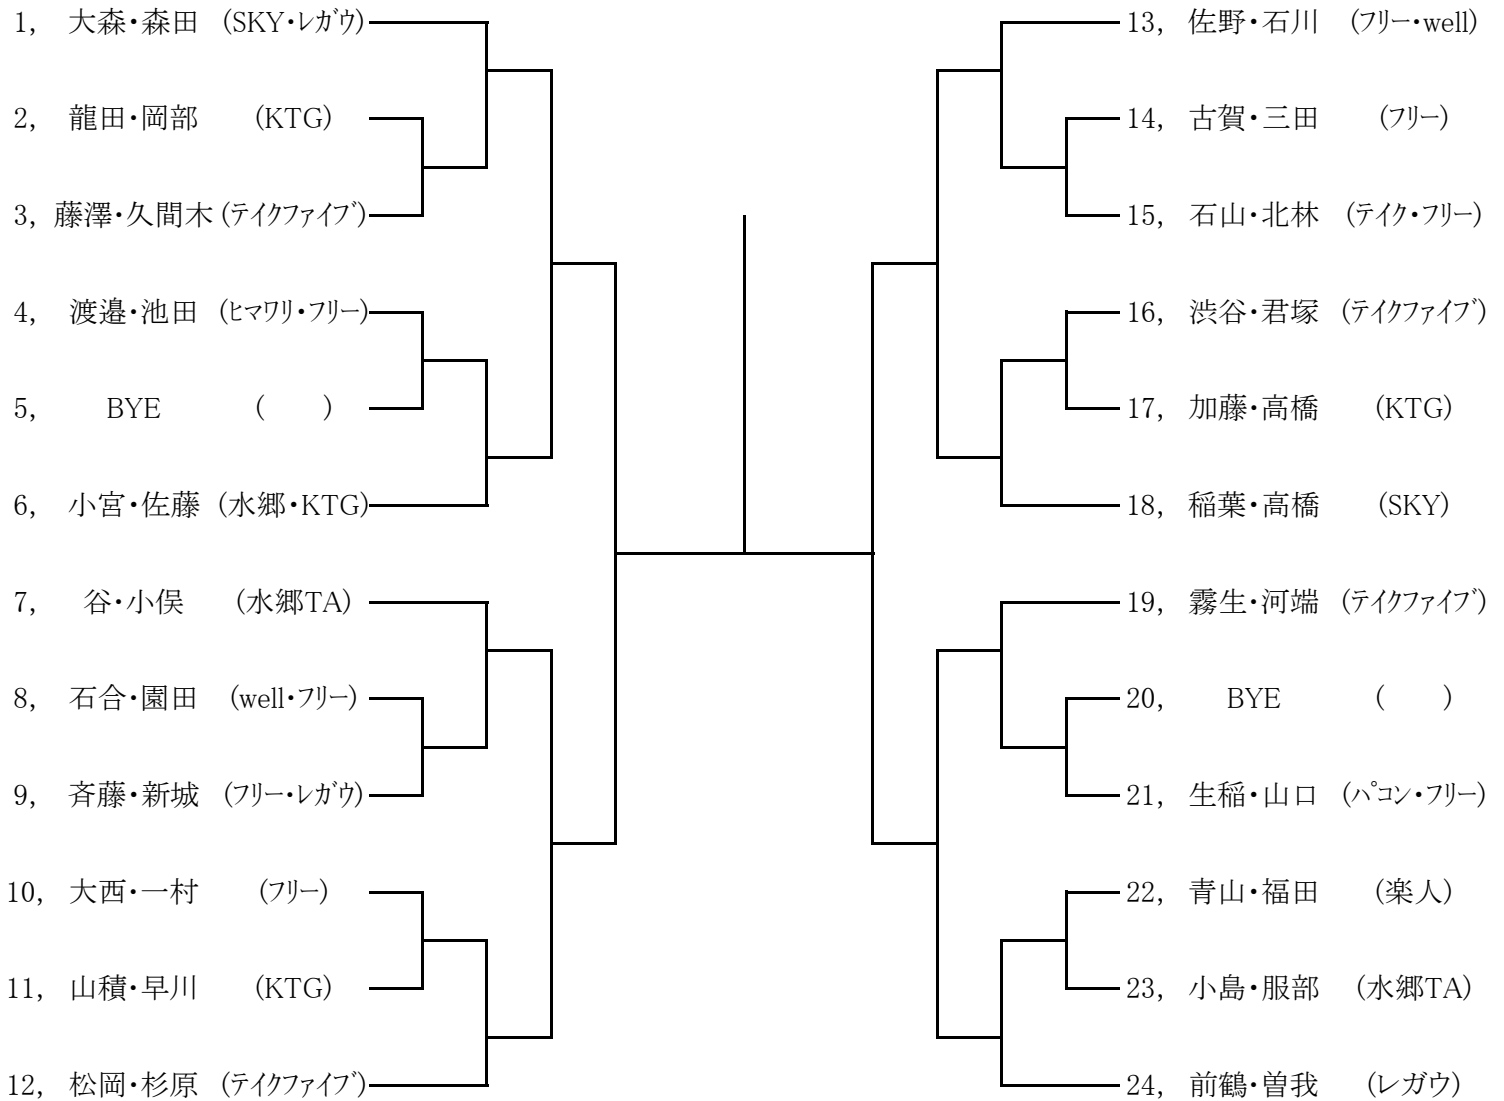 1, 大森・森田 (SKY・レガウ)
2, 龍田・岡部 (KTG)
3, 藤澤・久間木 (テイクファイブ)
4, 渡邉・池田 (ヒマワリ・フリー)
5, BYE ( )
6, 小宮・佐藤 (水郷・KTG)
7, 谷・小俣 (水郷TA)
8, 石合・園田 (well・フリー)
9, 斉藤・新城 (フリー・レガウ)
10, 大西・一村 (フリー)
11, 山積・早川 (KTG)
12, 松岡・杉原 (テイクファイブ)
13, 佐野・石川 (フリー・well)
14, 古賀・三田 (フリー)
15, 石山・北林 (テイク・フリー)
16, 渋谷・君塚 (テイクファイブ)
17, 加藤・高橋 (KTG)
18, 稲葉・高橋 (SKY)
19, 霧生・河端 (テイクファイブ)
20, BYE ( )
21, 生稲・山口 (パコン・フリー)
22, 青山・福田 (楽人)
23, 小島・服部 (水郷TA)
24, 前鶴・曽我 (レガウ)